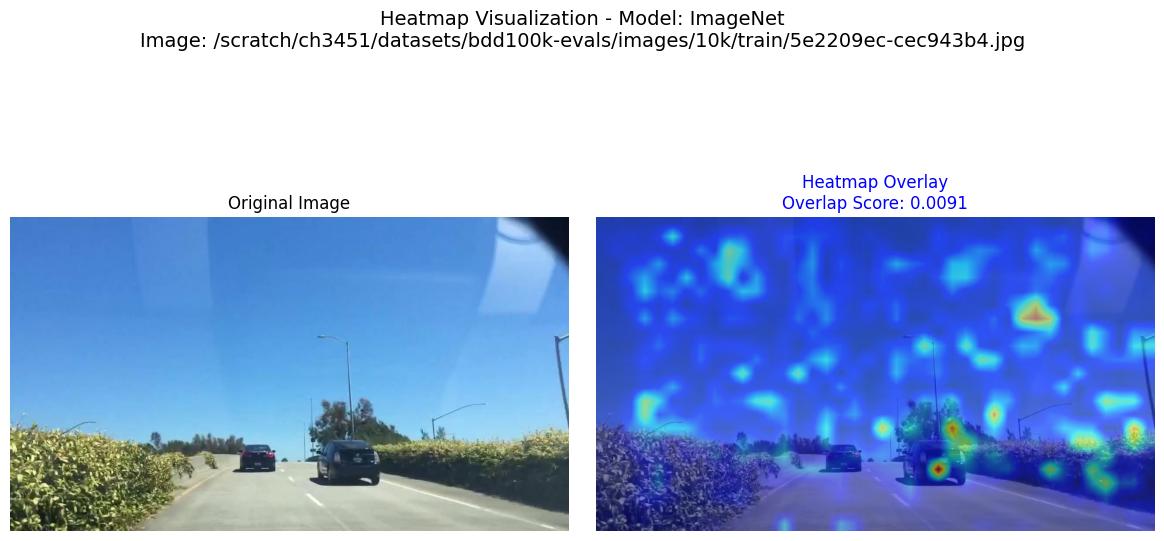 Heatmap Visualization - Model: ImageNet
Image: /scratch/ch3451/datasets/bdd100k-evals/images/10k/train/5e2209ec-cec943b4.jpg
Original Image
Heatmap Overlay
Overlap Score: 0.0091